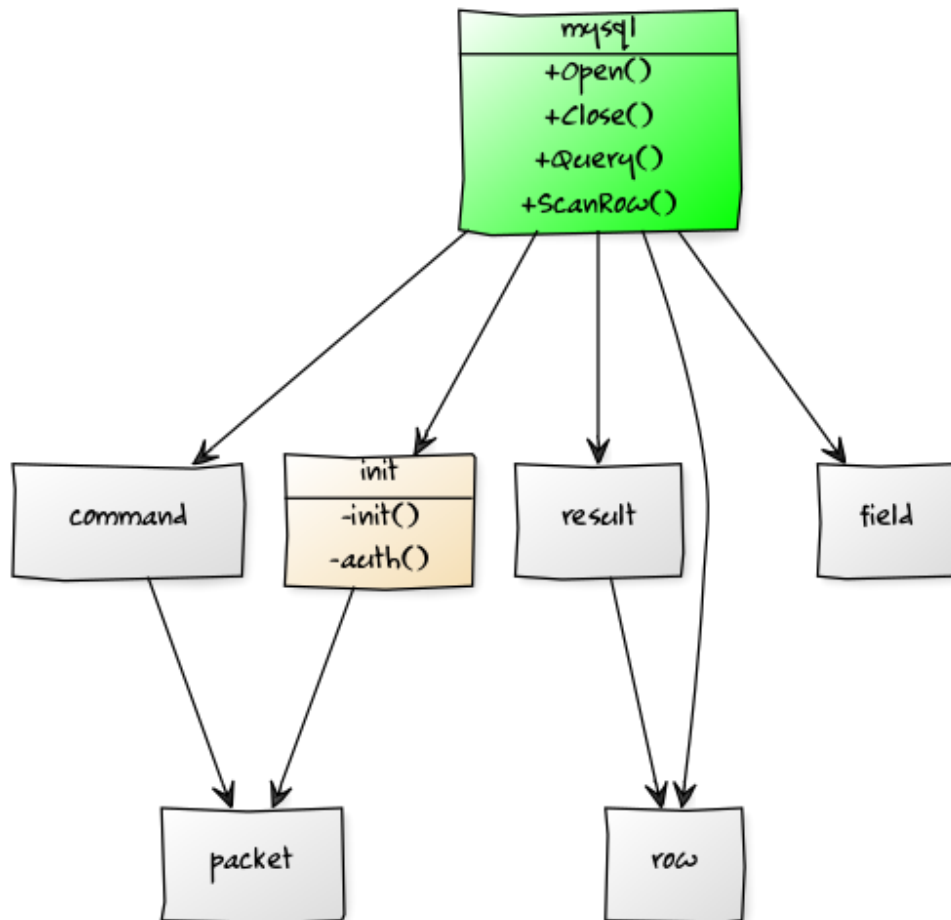 mysql
+Open()
+Close()
+Query()
+ScanRow()
command
init
-init()
-auth()
result
field
packet
row